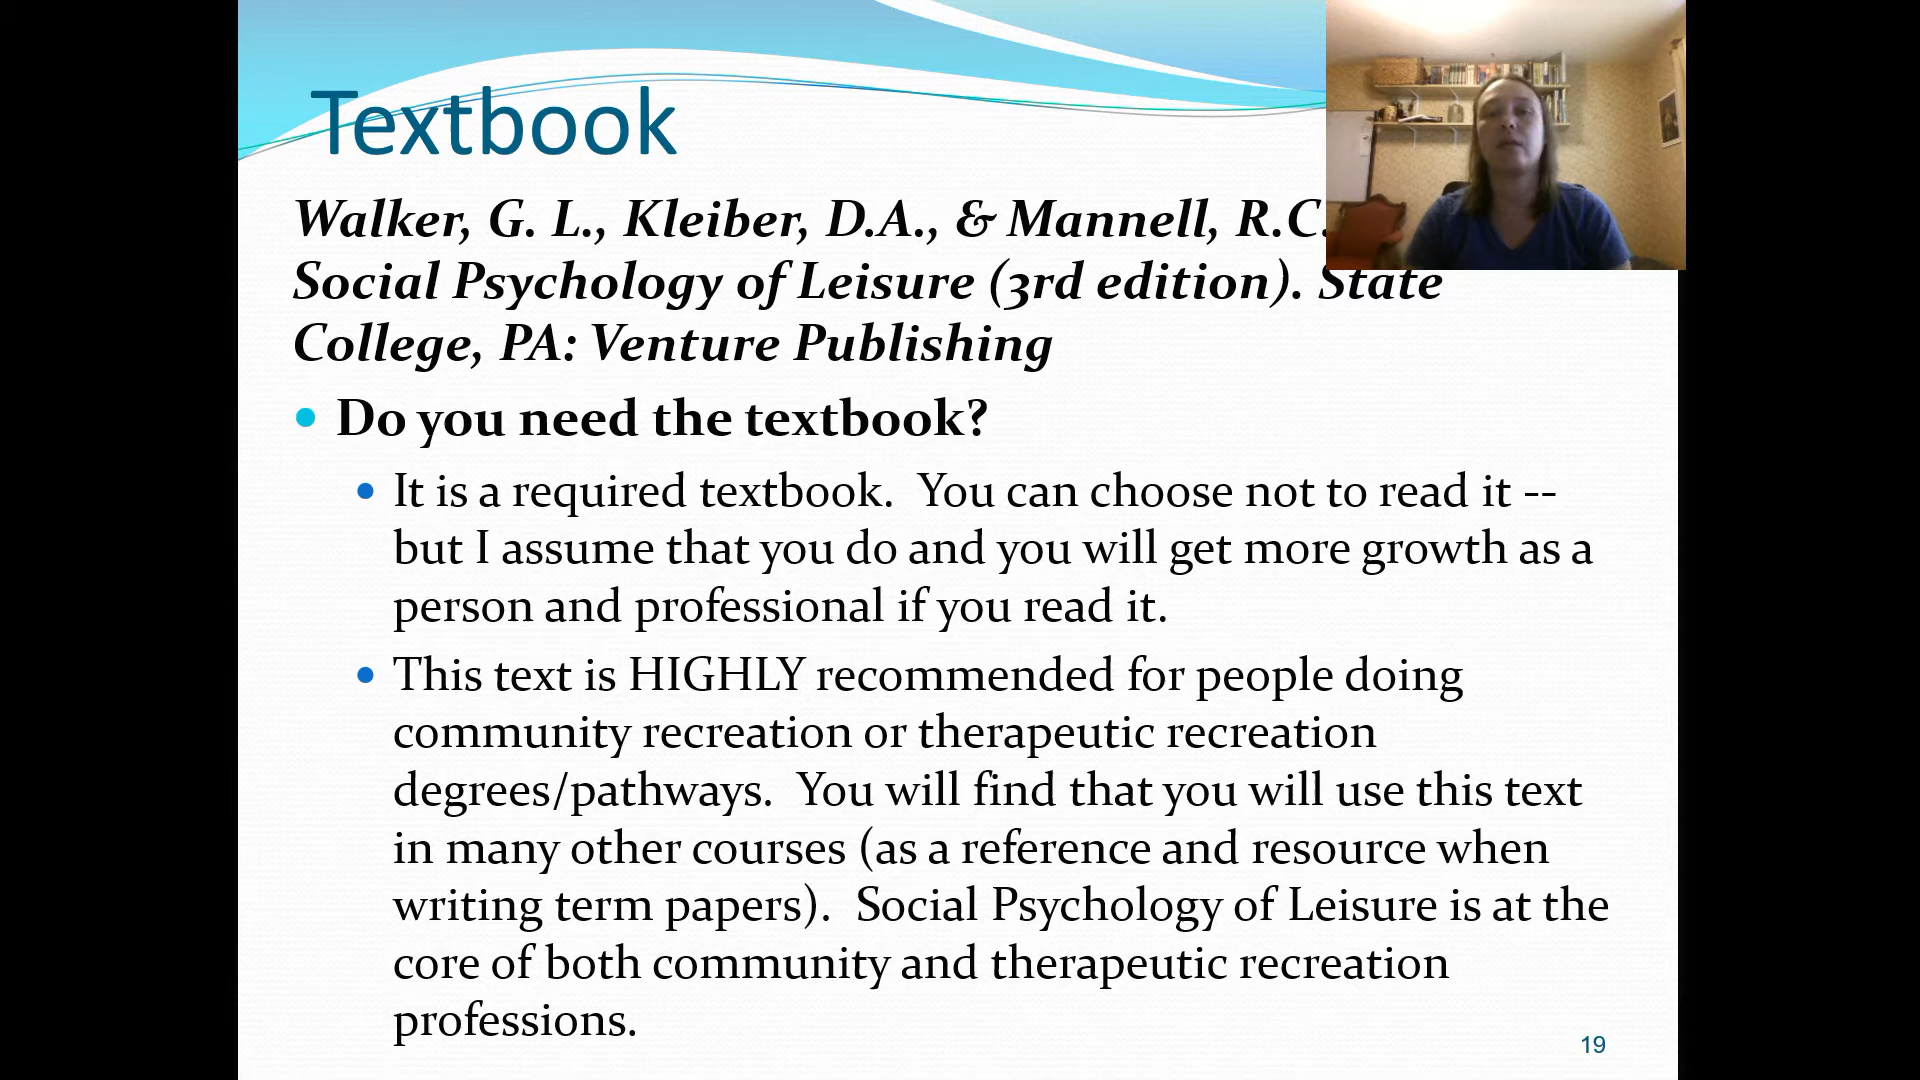 Textbook
Walker, G. L., Kleiber, D.A., & Mannell, R.C.
Social Psychology of Leisure (3rd edition). State
College, PA: Venture Publishing
Do you need the textbook?
It is a required textbook.  You can choose not to read it --
but I assume that you do and you will get more growth as a
person and professional if you read it.
This text is HIGHLY recommended for people doing
community recreation or therapeutic recreation
degrees/pathways.  You will find that you will use this text
in many other courses (as a reference and resource when
writing term papers).  Social Psychology of Leisure is at the
core of both community and therapeutic recreation
professions.
19